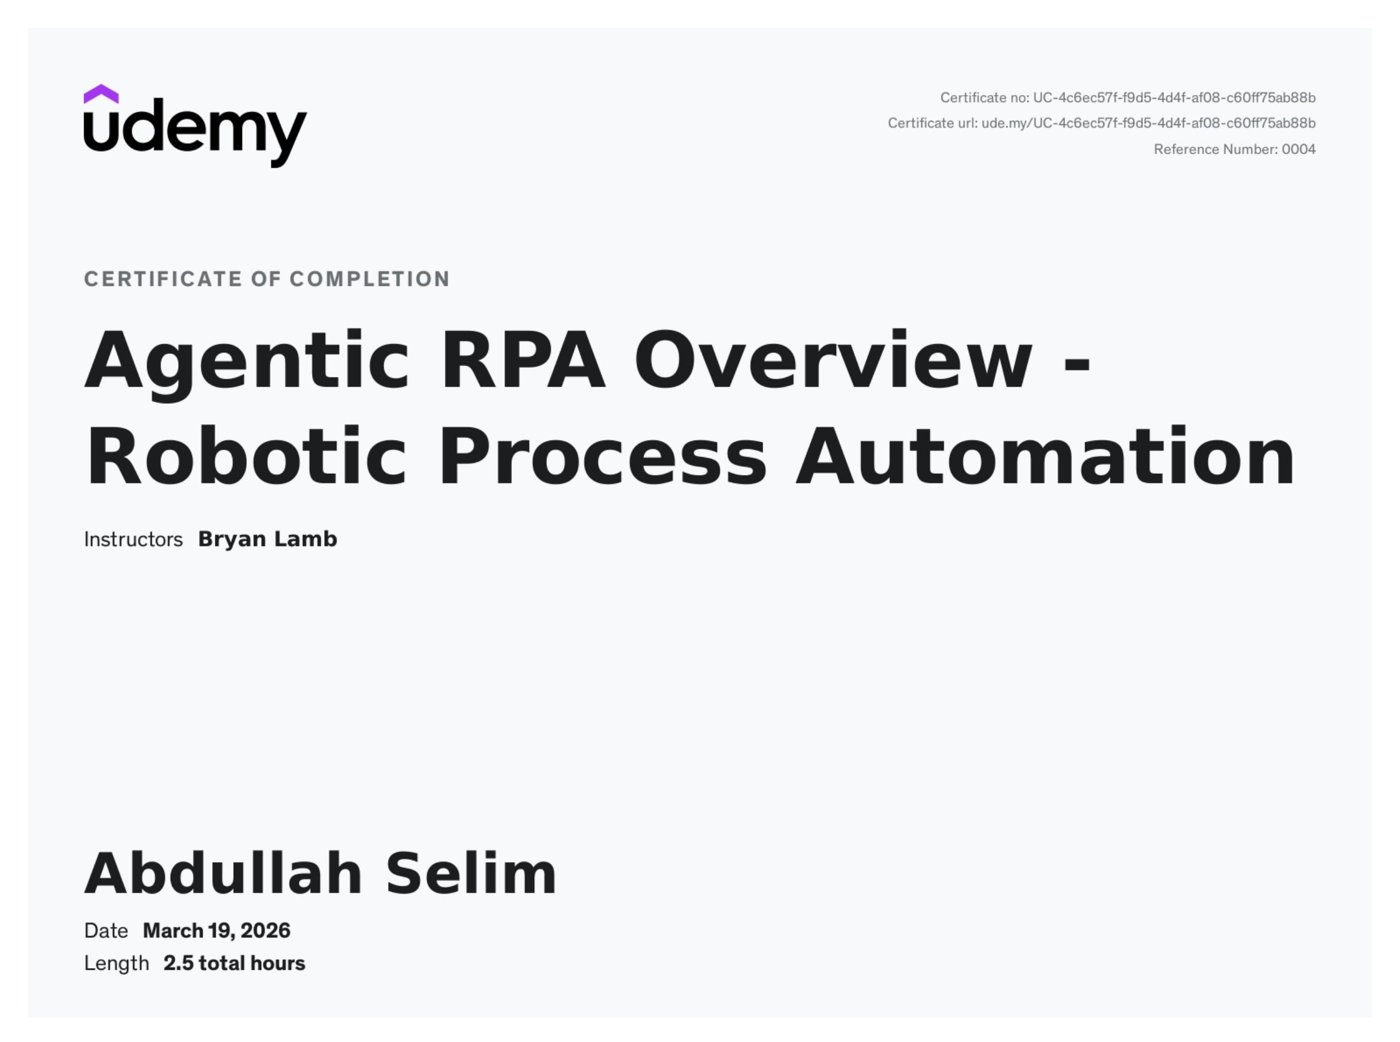 udemy
Certificate no: UC-4c6ec57f-f9d5-4d4f-af08-c60ff75ab88b
Certificate url: ude.my/UC-4c6ec57f-f9d5-4d4f-af08-c60ff75ab88b
Reference Number: 0004
CERTIFICATE OF COMPLETION
Agentic RPA Overview -
Robotic Process Automation
Instructors Bryan Lamb
Abdullah Selim
Date March 19, 2026
Length 2.5 total hours